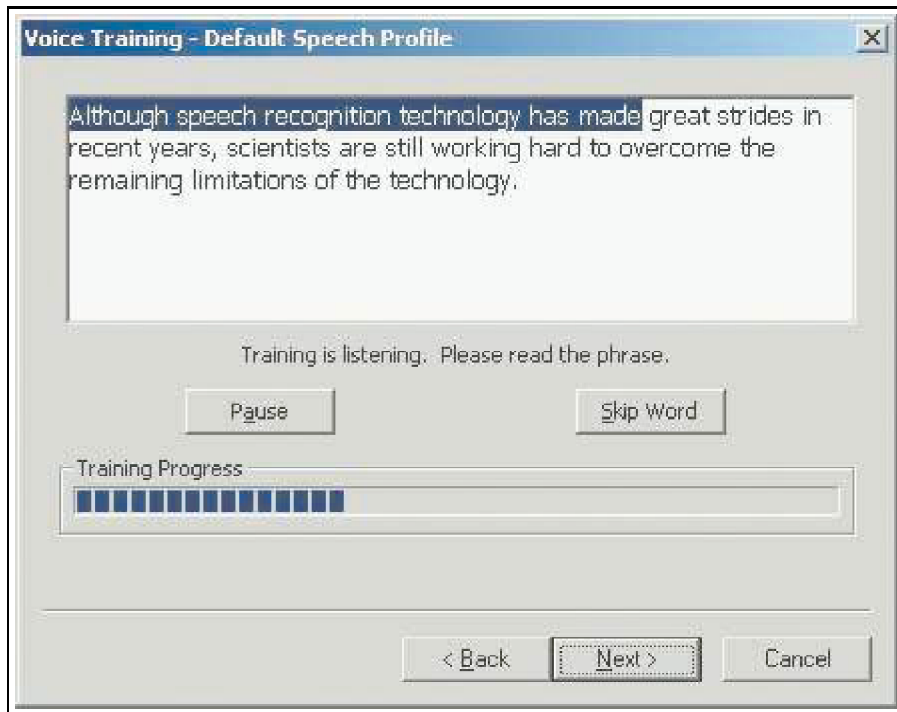 Voice Training - Default Speech Profile
Although speech recognition technology has made great strides in
recent years, scientists are still working hard to overcome the
remaining limitations of the technology.
Training is listening. Please read the phrase.
Pause
Skip Word
Training Progress
< Back
Next >
Cancel